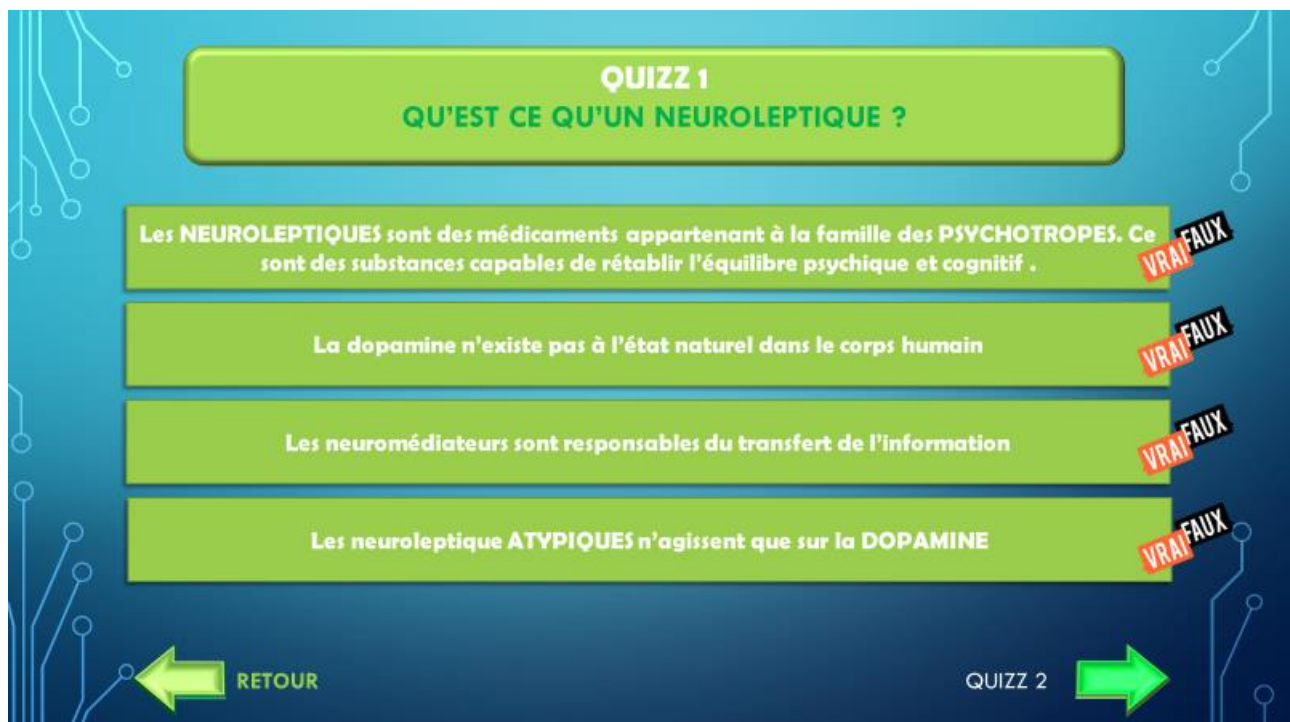 QUIZZ 1
QU'EST CE QU'UN NEUROLEPTIQUE ?
Les NEUROLEPTIQUES sont des médicaments appartenant à la famille des PSYCHOTROPES. Ce
sont des substances capables de rétablir l'équilibre psychique et cognitif .
VRAI FAUX
La dopamine n'existe pas à l'état naturel dans le corps humain
VRAI FAUX
Les neuromédiateurs sont responsables du transfert de l'information
VRAI FAUX
Les neuroleptique ATYPIQUES n'agissent que sur la DOPAMINE
VRAI FAUX
RETOUR
QUIZZ 2